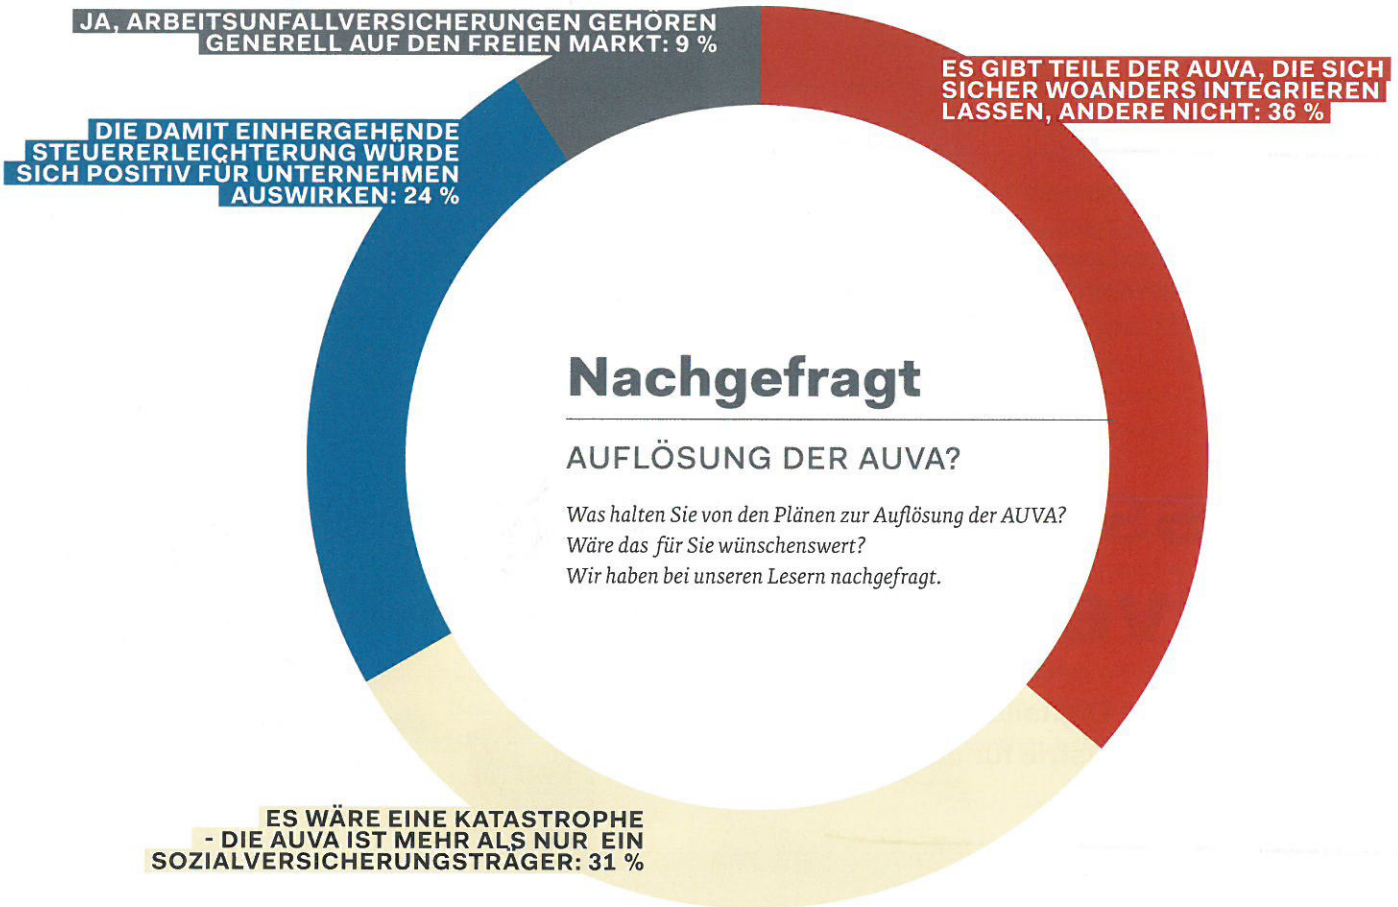 JA, ARBEITSUNFALLVERSICHERUNGEN GEHÖREN
GENERELL AUF DEN FREIEN MARKT: 9 %
ES GIBT TEILE DER AUVA, DIE SICH
SICHER WOANDERS INTEGRIEREN
LASSEN, ANDERE NICHT: 36 %
DIE DAMIT EINHERGEHENDE
STEUERERLEICHTERUNG WÜRDE
SICH POSITIV FÜR UNTERNEHMEN
AUSWIRKEN: 24 %
Nachgefragt
AUFLÖSUNG DER AUVA?
Was halten Sie von den Plänen zur Auflösung der AUVA?
Wäre das für Sie wünschenswert?
Wir haben bei unseren Lesern nachgefragt.
ES WÄRE EINE KATASTROPHE
- DIE AUVA IST MEHR ALS NUR EIN
SOZIALVERSICHERUNGSTRÄGER: 31 %